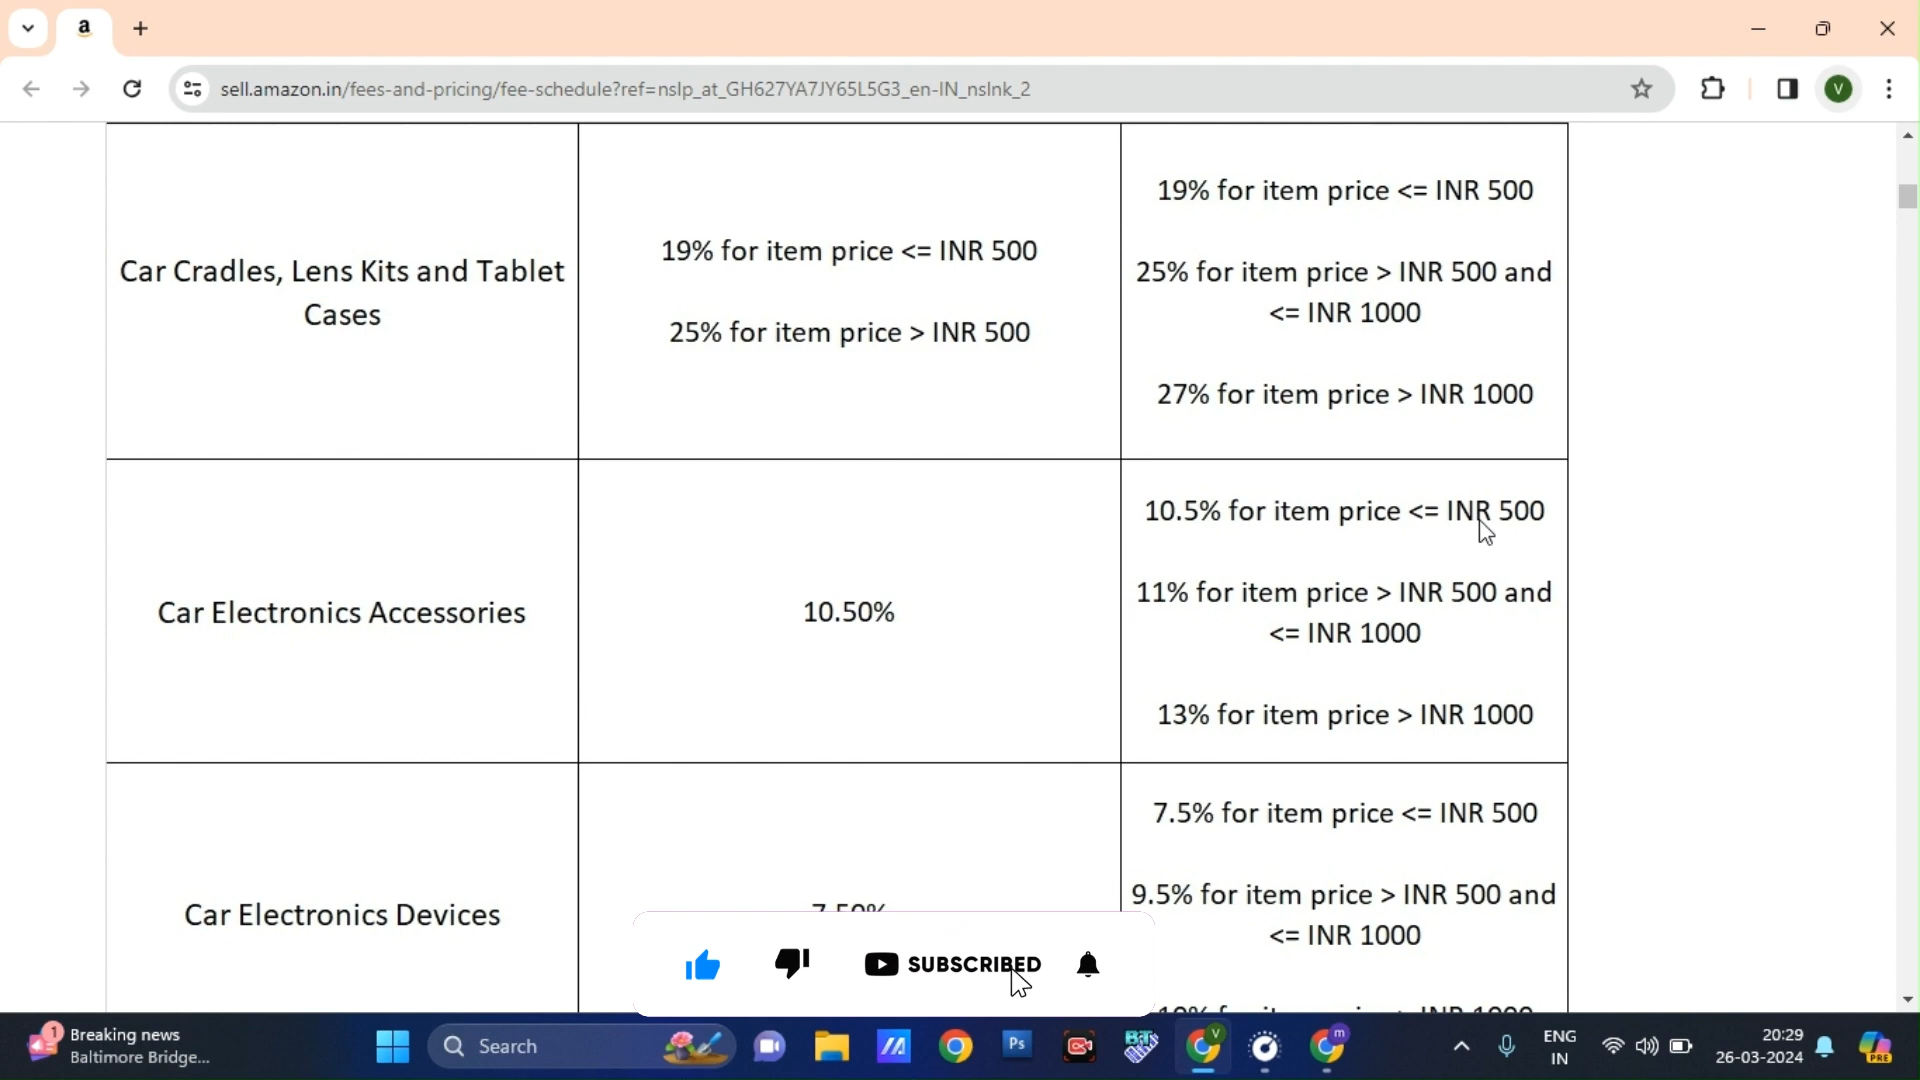 a
sell.amazon.in/fees-and-pricing/fee-schedule?ref=nslp_at_GH627YA7JY65L5G3_en-IN_nslnk_2
V
Car Cradles, Lens Kits and Tablet
Cases
19% for item price <= INR 500
25% for item price > INR 500
19% for item price <= INR 500
25% for item price > INR 500 and
<= INR 1000
27% for item price > INR 1000
Car Electronics Accessories
10.50%
10.5% for item price <= INR 500
11% for item price > INR 500 and
<= INR 1000
13% for item price > INR 1000
Car Electronics Devices
7.50%
7.5% for item price <= INR 500
9.5% for item price > INR 500 and
<= INR 1000
SUBSCRIBED
1
Breaking news
Baltimore Bridge...
Search
Ps
V
m
ENG
IN
20:29
26-03-2024
PRE